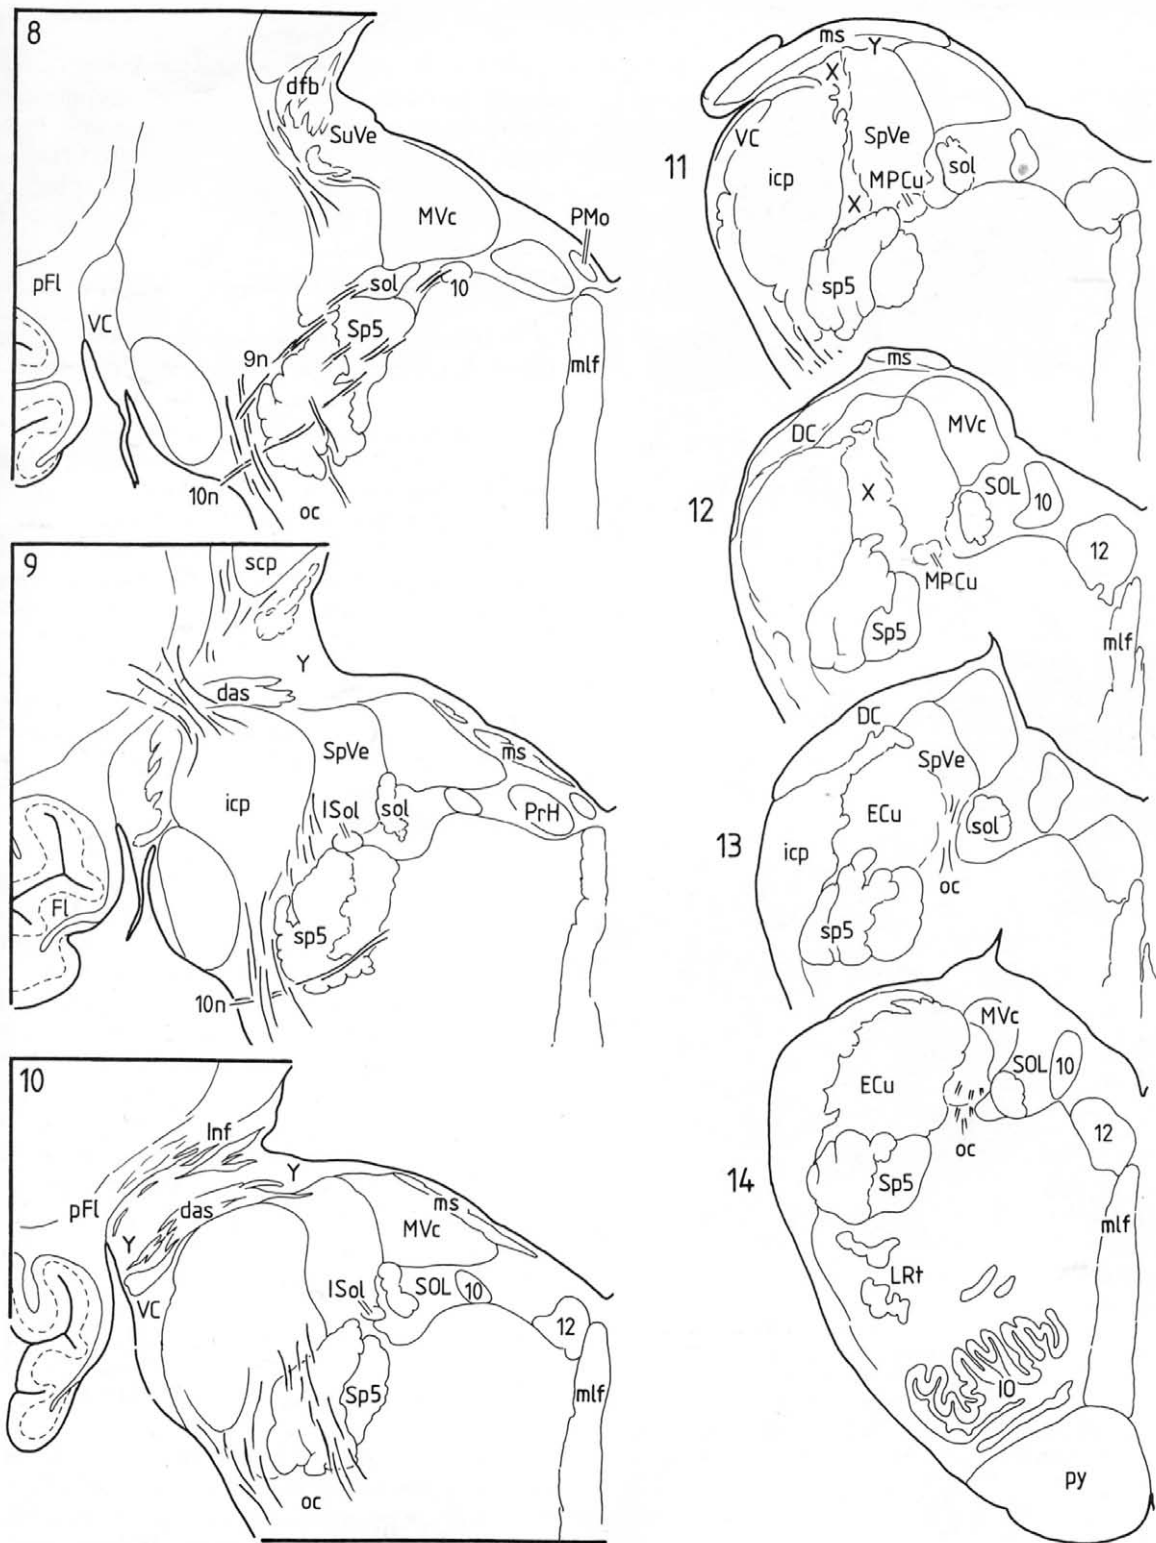 8
dfb
SuVe
MVc
PMo
pFl
VC
sol
10
Sp5
9n
mlf
10n
oc
9
scp
Y
das
SpVe
ms
icp
ISol
sol
PrH
Fl
sp5
10n
10
Inf
Y
pFl
das
ms
Y
MVc
VC
ISol
SOL
10
12
Sp5
mlf
oc
11
ms
Y
X
VC
SpVe
icp
MPCu
sol
X
sp5
12
ms
DC
MVc
X
SOL
10
12
MPCu
Sp5
mlf
13
DC
SpVe
ECu
sol
icp
oc
sp5
14
MVc
ECu
SOL
10
oc
12
Sp5
mlf
LRt
IO
py